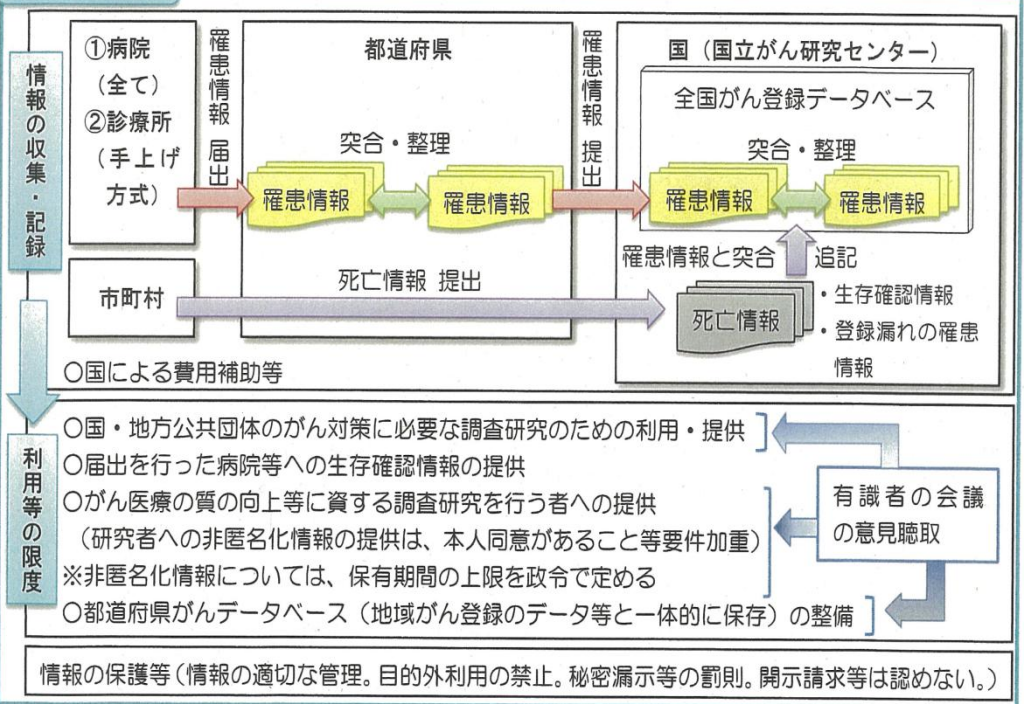 情報の収集・記録
①病院
(全て)
②診療所
(手上げ
方式)
罹患情報 届出
都道府県
突合・整理
罹患情報
罹患情報
罹患情報 提出
国（国立がん研究センター）
全国がん登録データベース
突合・整理
罹患情報
罹患情報
罹患情報と突合
追記
市町村
死亡情報 提出
死亡情報
・生存確認情報
・登録漏れの罹患
情報
○国による費用補助等
利用等の限度
○国・地方公共団体のがん対策に必要な調査研究のための利用・提供
○届出を行った病院等への生存確認情報の提供
○がん医療の質の向上等に資する調査研究を行う者への提供
（研究者への非匿名化情報の提供は、本人同意があること等要件加重）
※非匿名化情報については、保有期間の上限を政令で定める
○都道府県がんデータベース（地域がん登録のデータ等と一体的に保存）の整備
有識者の会議
の意見聴取
情報の保護等（情報の適切な管理。目的外利用の禁止。秘密漏示等の罰則。開示請求等は認めない。）